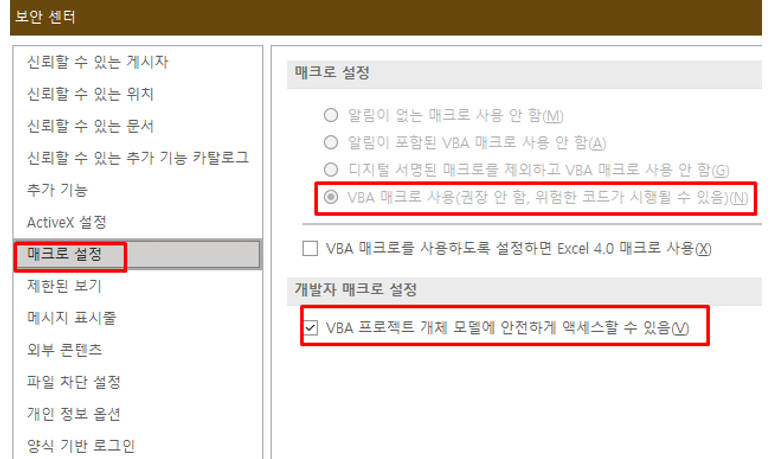 보안 센터
신뢰할 수 있는 게시자
신뢰할 수 있는 위치
신뢰할 수 있는 문서
신뢰할 수 있는 추가 기능 카탈로그
추가 기능
ActiveX 설정
매크로 설정
제한된 보기
메시지 표시줄
외부 콘텐츠
파일 차단 설정
개인 정보 옵션
양식 기반 로그인
매크로 설정
알림이 없는 매크로 사용 안 함(M)
알림이 포함된 VBA 매크로 사용 안 함(A)
디지털 서명된 매크로를 제외하고 VBA 매크로 사용 안 함(G)
VBA 매크로 사용(권장 안 함, 위험한 코드가 시행될 수 있음)(N)
VBA 매크로를 사용하도록 설정하면 Excel 4.0 매크로 사용(X)
개발자 매크로 설정
VBA 프로젝트 개체 모델에 안전하게 액세스할 수 있음(V)